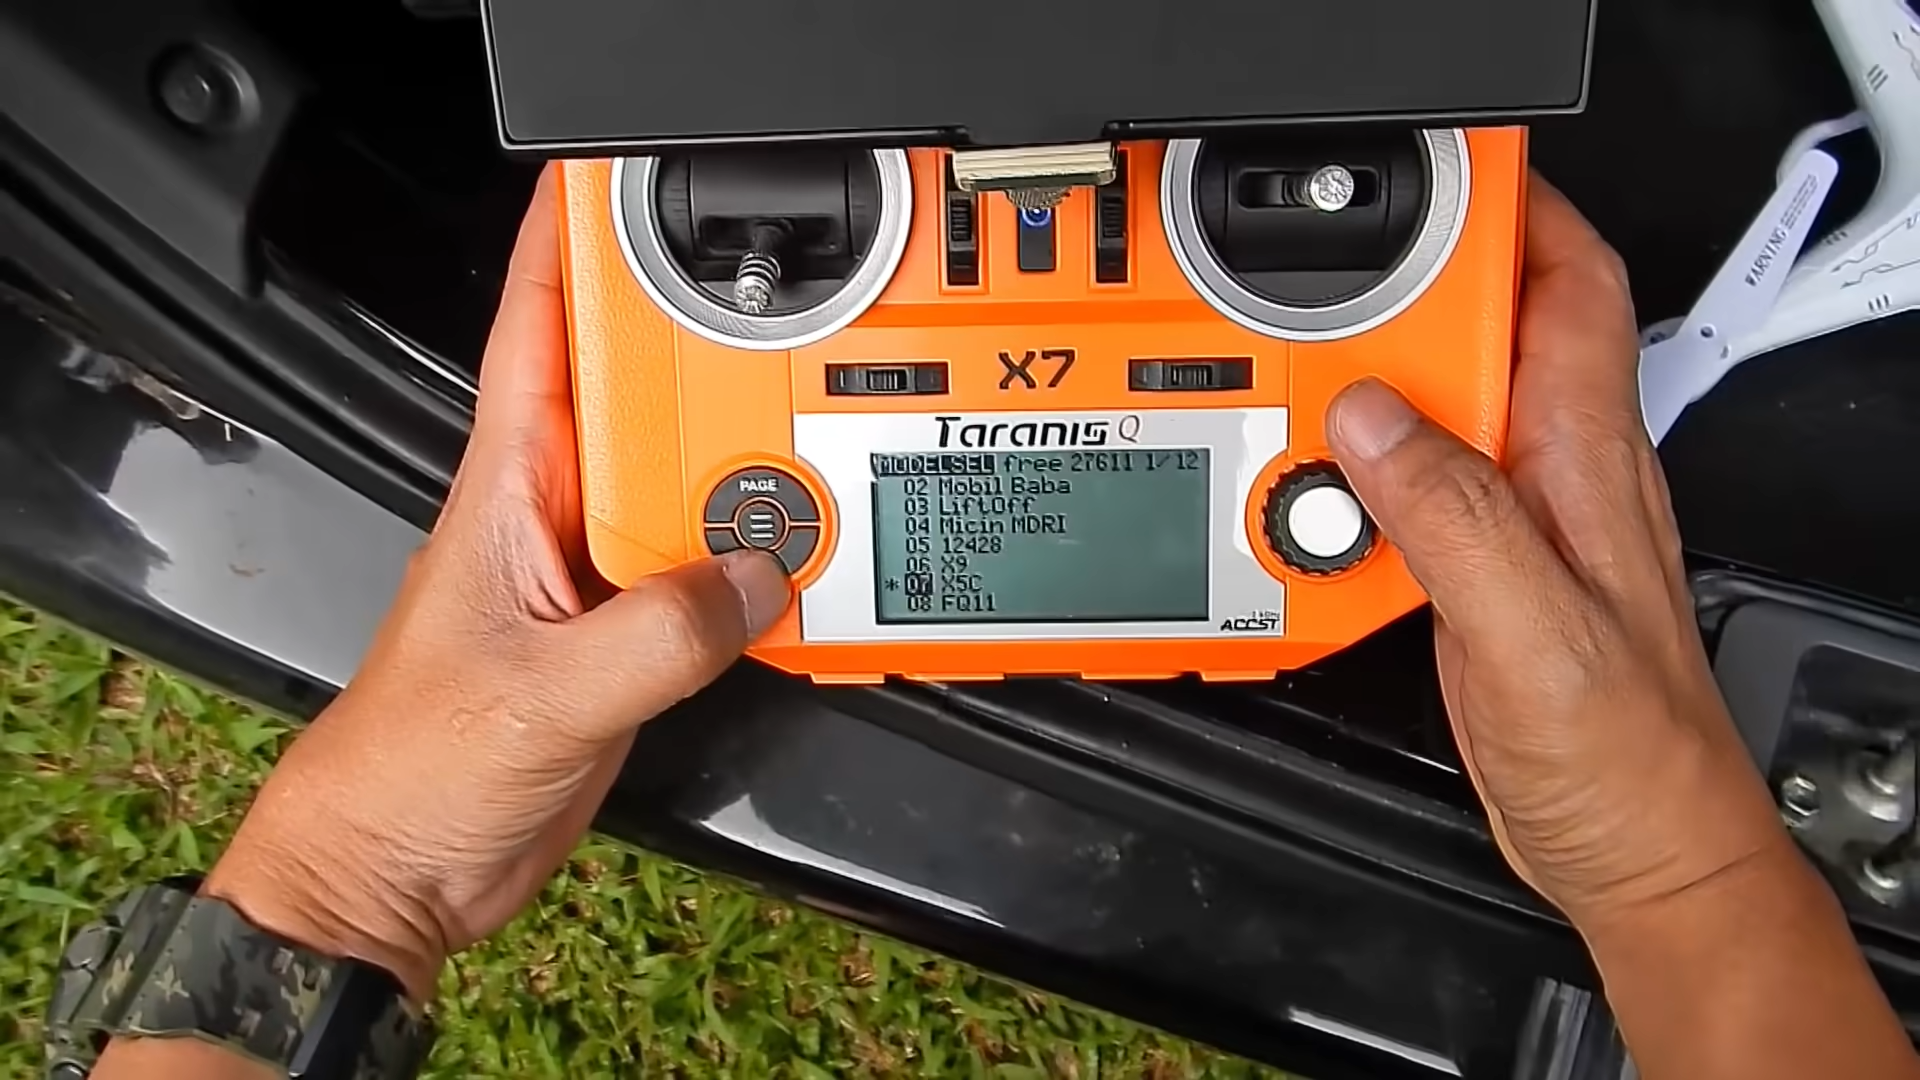 X7
Taranis Q
MODELSEL free 27611 1/12
02 Mobil Baba
03 LiftOff
04 Micin MDRI
05 12428
06 X9
* 07 X5C
08 FQ11
PAGE
ACCST
WARNING